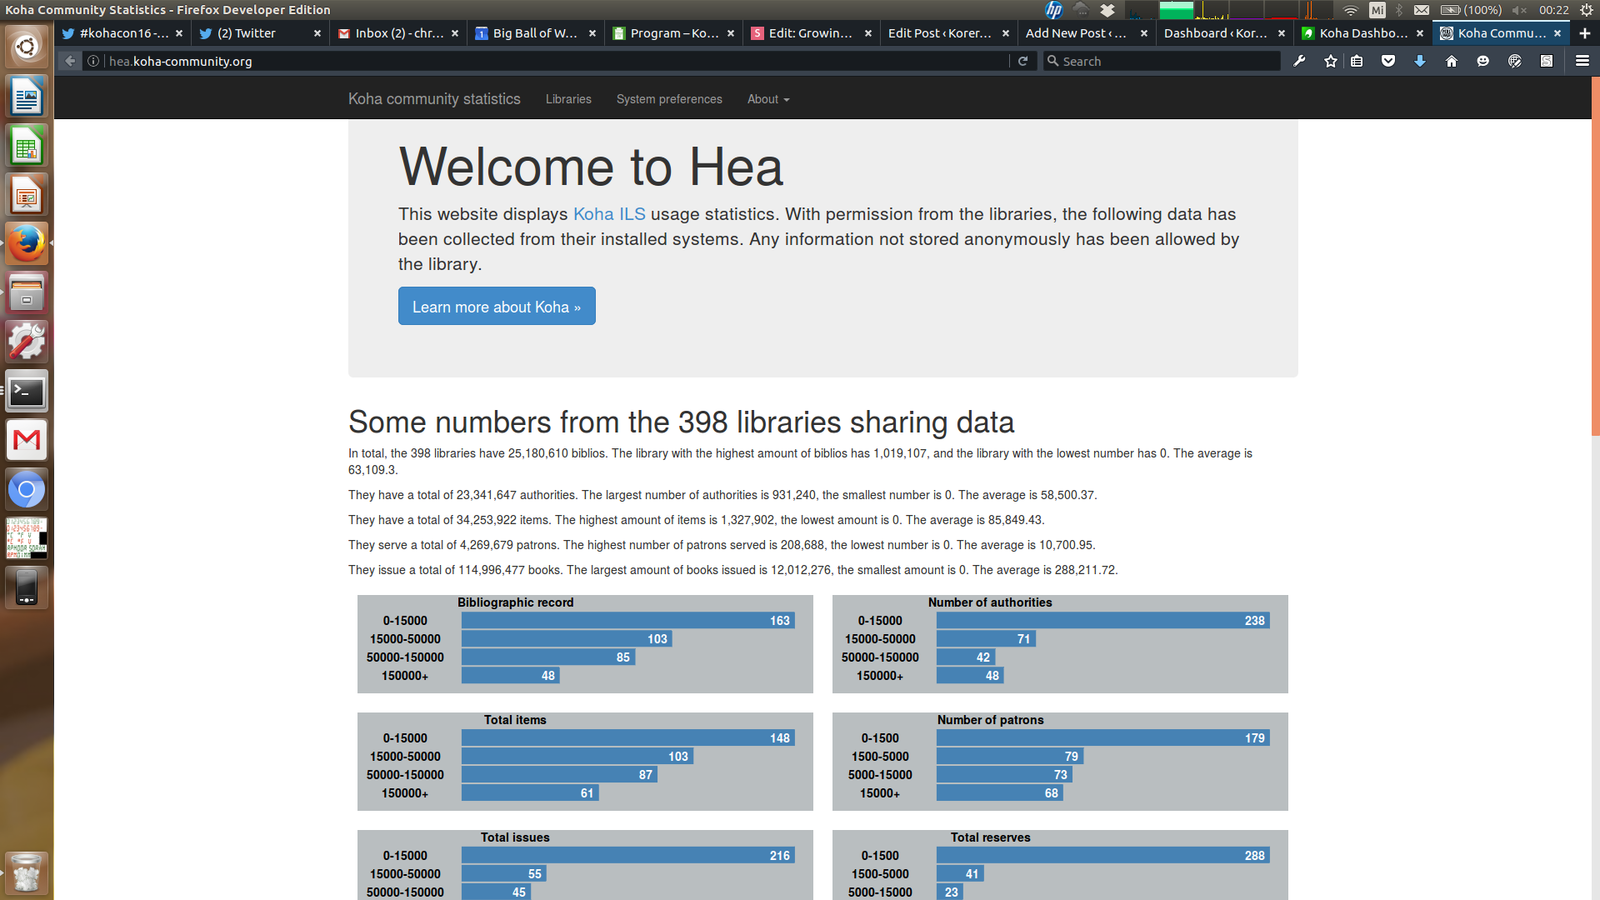 Koha Community Statistics - Firefox Developer Edition
Mi
(100%)
00:22
#kohacon16 -...
(2) Twitter
Inbox (2) - chr...
Big Ball of W...
Program – Ko...
Edit: Growin...
Edit Post ‹ Korer...
Add New Post ‹ ...
Dashboard ‹ Kor...
Koha Dashbo...
Koha Commu...
hea.koha-community.org
Search
Koha community statistics
Libraries
System preferences
About
Welcome to Hea
This website displays Koha ILS usage statistics. With permission from the libraries, the following data has
been collected from their installed systems. Any information not stored anonymously has been allowed by
the library.
Learn more about Koha »
Some numbers from the 398 libraries sharing data
In total, the 398 libraries have 25,180,610 biblios. The library with the highest amount of biblios has 1,019,107, and the library with the lowest number has 0. The average is
63,109.3.
They have a total of 23,341,647 authorities. The largest number of authorities is 931,240, the smallest number is 0. The average is 58,500.37.
They have a total of 34,253,922 items. The highest amount of items is 1,327,902, the lowest amount is 0. The average is 85,849.43.
They serve a total of 4,269,679 patrons. The highest number of patrons served is 208,688, the lowest number is 0. The average is 10,700.95.
They issue a total of 114,996,477 books. The largest amount of books issued is 12,012,276, the smallest amount is 0. The average is 288,211.72.
Bibliographic record
0-15000 163
15000-50000 103
50000-150000 85
150000+ 48
Number of authorities
0-15000 238
15000-50000 71
50000-150000 42
150000+ 48
Total items
0-15000 148
15000-50000 103
50000-150000 87
150000+ 61
Number of patrons
0-1500 179
1500-5000 79
5000-15000 73
15000+ 68
Total issues
0-15000 216
15000-50000 55
50000-150000 45
Total reserves
0-1500 288
1500-5000 41
5000-15000 23